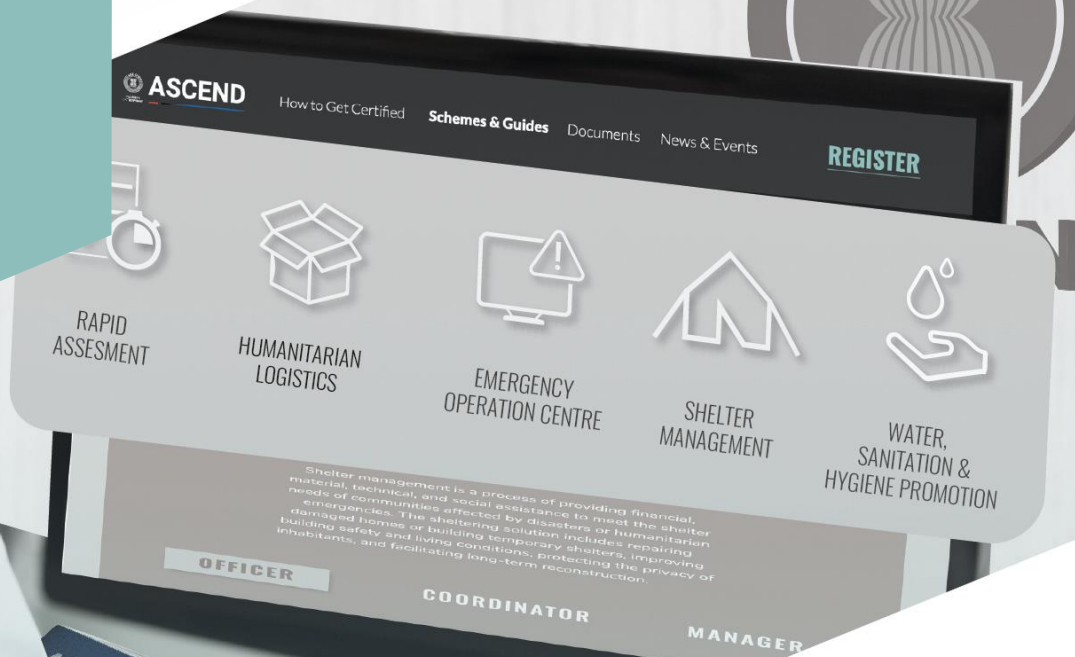 ASCEND
How to Get Certified
Schemes & Guides
Documents
News & Events
REGISTER
RAPID
ASSESMENT
HUMANITARIAN
LOGISTICS
EMERGENCY
OPERATION CENTRE
SHELTER
MANAGEMENT
WATER,
SANITATION &
HYGIENE PROMOTION
Shelter management is a process of providing financial,
material, technical, and social assistance to meet the shelter
needs of communities affected by disasters or humanitarian
emergencies. The sheltering solution includes repairing
damaged homes or building temporary shelters, improving
building safety and living conditions, protecting the privacy of
inhabitants, and facilitating long-term reconstruction.
OFFICER
COORDINATOR
MANAGER